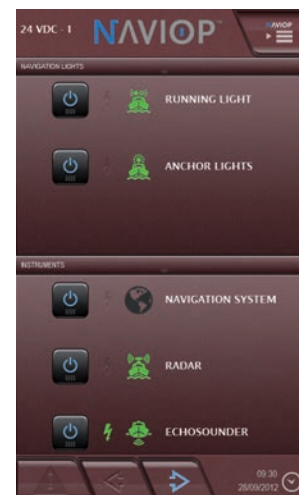 24 VDC - 1
NAVIOP
NAVIOP
NAVIGATION LIGHTS
RUNNING LIGHT
ANCHOR LIGHTS
INSTRUMENTS
NAVIGATION SYSTEM
RADAR
ECHOSOUNDER
09:30
28/09/2012